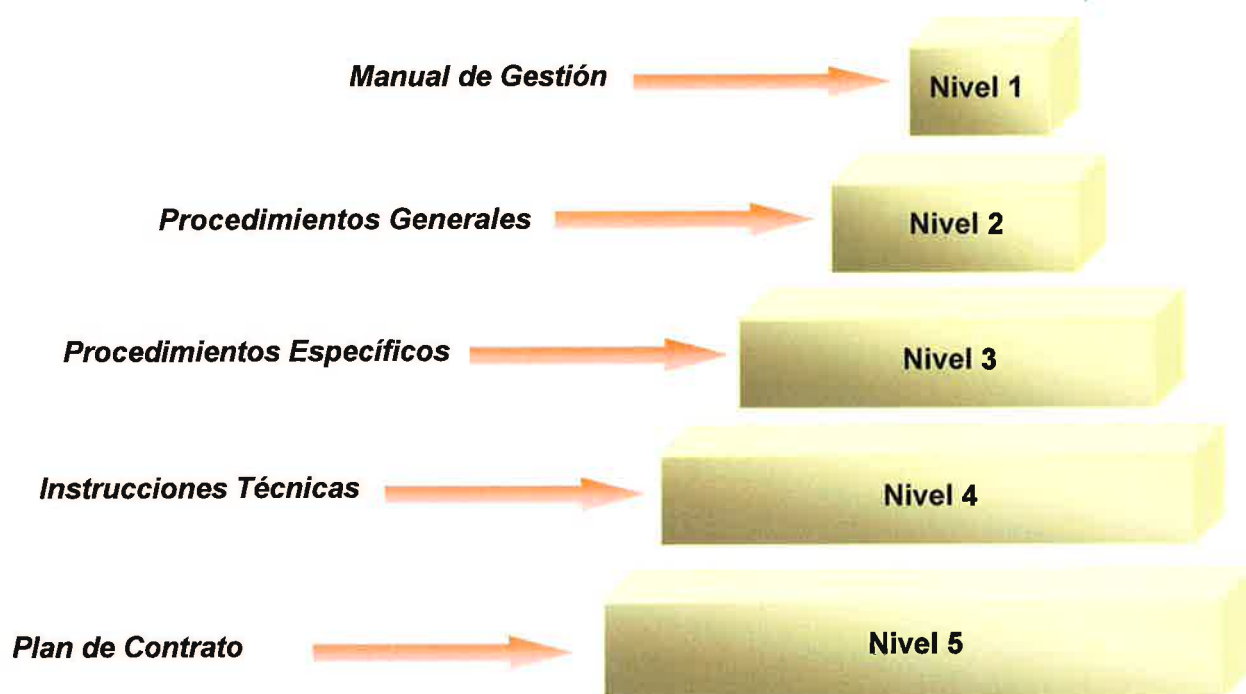 Manual de Gestión
Nivel 1
Procedimientos Generales
Nivel 2
Procedimientos Específicos
Nivel 3
Instrucciones Técnicas
Nivel 4
Plan de Contrato
Nivel 5